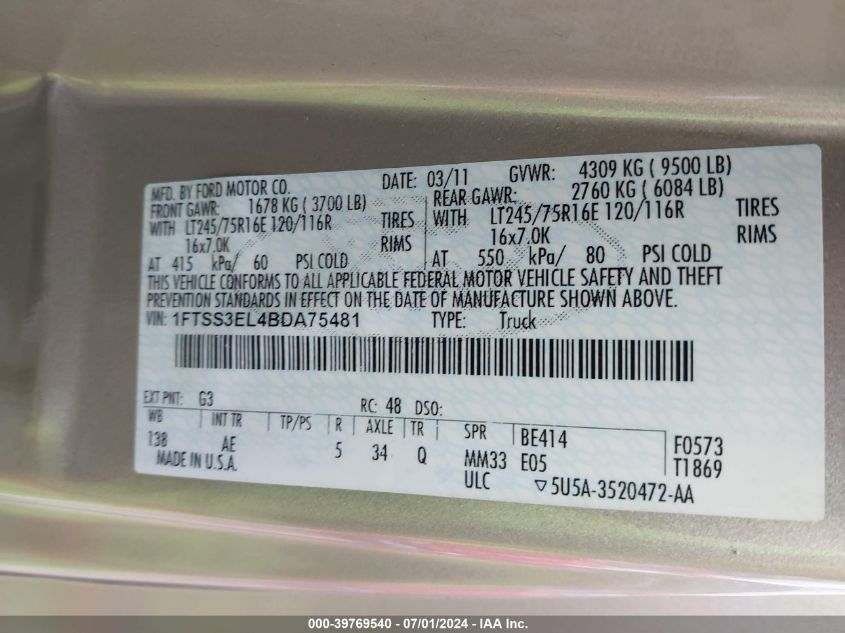 MFD. BY FORD MOTOR CO. DATE: 03/11 GVWR: 4309 KG ( 9500 LB)
FRONT GAWR: 1678 KG ( 3700 LB) REAR GAWR: 2760 KG ( 6084 LB)
WITH LT245/75R16E 120/116R TIRES WITH LT245/75R16E 120/116R TIRES
16x7.0K RIMS 16x7.0K RIMS
AT 415 kPa/ 60 PSI COLD AT 550 kPa/ 80 PSI COLD
THIS VEHICLE CONFORMS TO ALL APPLICABLE FEDERAL MOTOR VEHICLE SAFETY AND THEFT
PREVENTION STANDARDS IN EFFECT ON THE DATE OF MANUFACTURE SHOWN ABOVE.
VIN: 1FTSS3EL4BDA75481 TYPE: Truck
EXT PNT: G3 RC: 48 DSO:
WB INT TR TP/PS R AXLE TR SPR BE414 F0573
138 AE 5 34 Q MM33 E05 T1869
MADE IN U.S.A. ULC ▽5U5A-3520472-AA
000-39769540 - 07/01/2024 - IAA Inc.